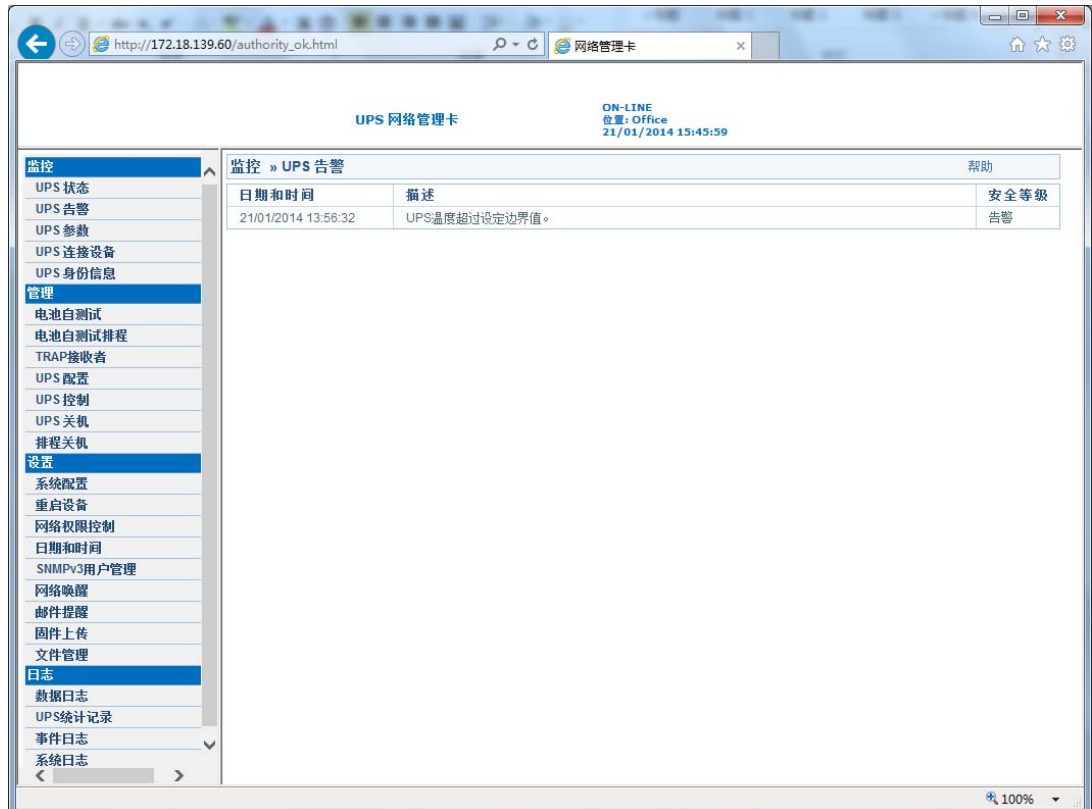 http://172.18.139.60/authority_ok.html
网络管理卡
UPS 网络管理卡
ON-LINE
位置: Office
21/01/2014 15:45:59
监控
UPS 状态
UPS 告警
UPS 参数
UPS 连接设备
UPS 身份信息
管理
电池自测试
电池自测试排程
TRAP接收者
UPS 配置
UPS 控制
UPS 关机
排程关机
设置
系统配置
重启设备
网络权限控制
日期和时间
SNMPv3用户管理
网络唤醒
邮件提醒
固件上传
文件管理
日志
数据日志
UPS统计记录
事件日志
系统日志
监控 » UPS 告警 帮助
日期和时间 描述 安全等级
21/01/2014 13:56:32 UPS温度超过设定边界值。 告警
100%